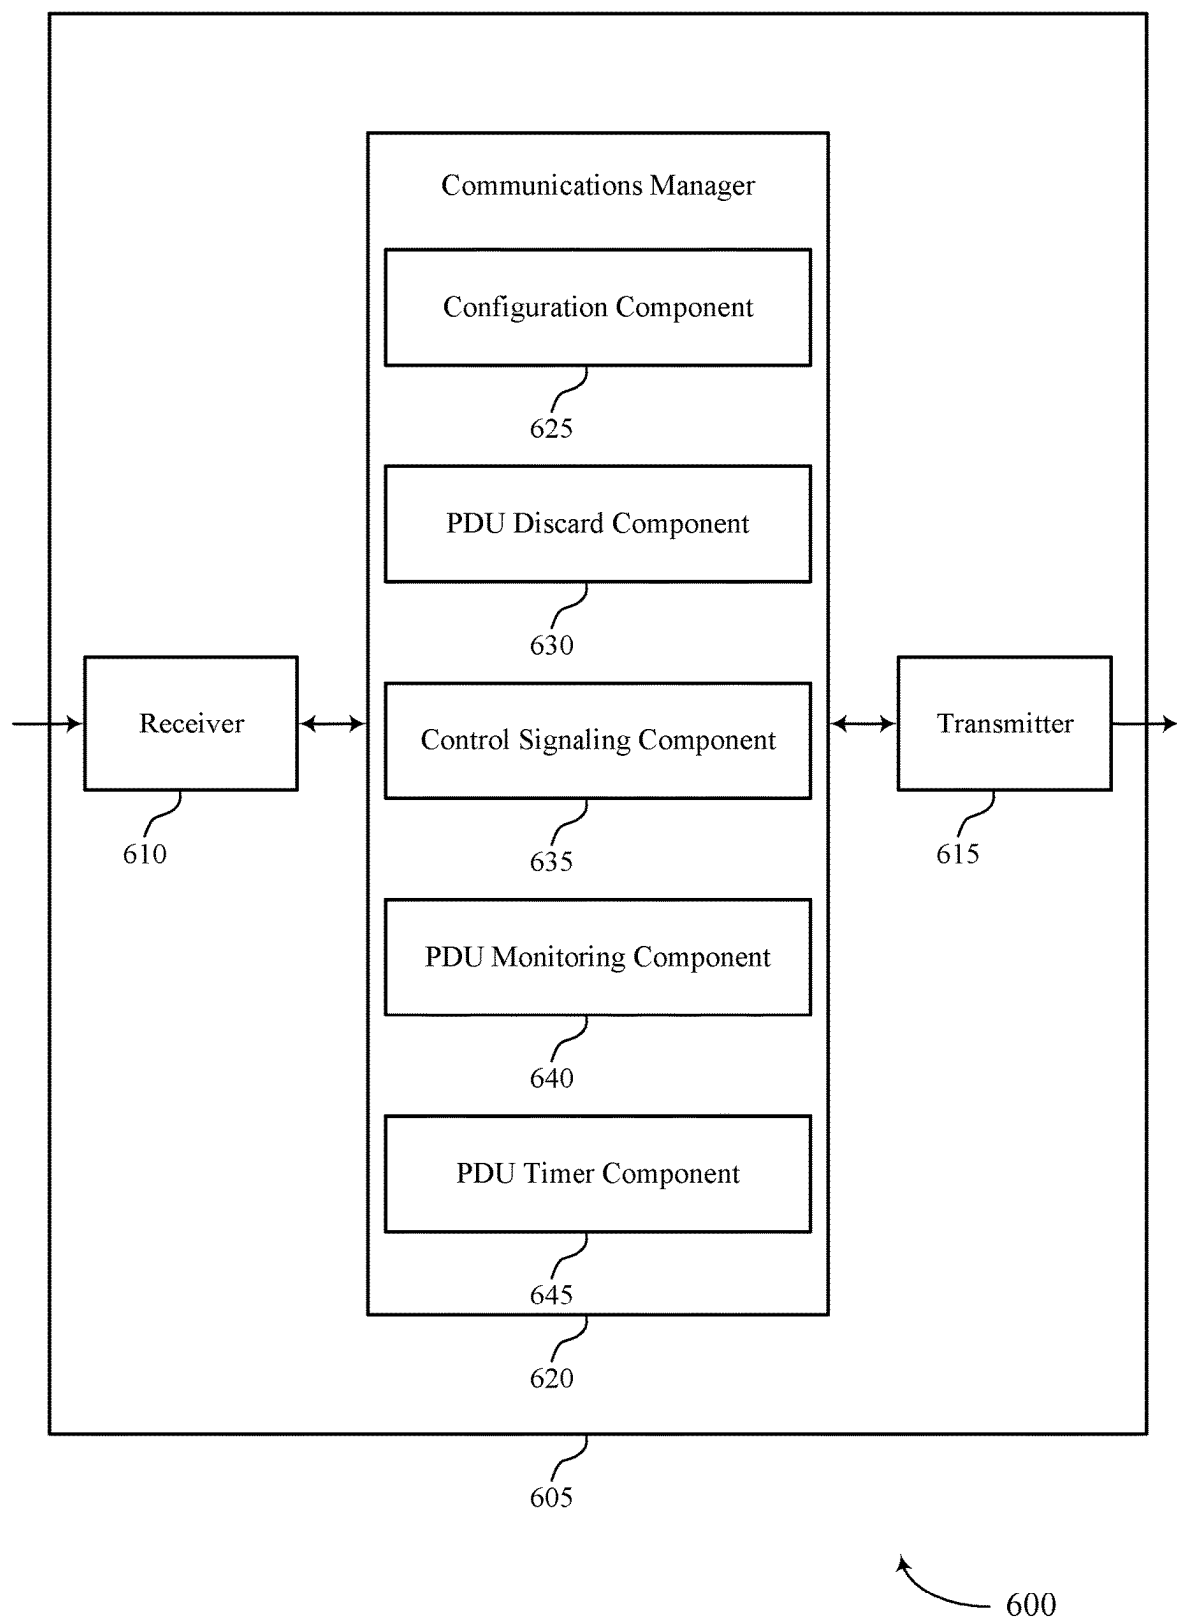 Communications Manager
Configuration Component
625
PDU Discard Component
630
Receiver
610
Control Signaling Component
635
Transmitter
615
PDU Monitoring Component
640
PDU Timer Component
645
620
605
600